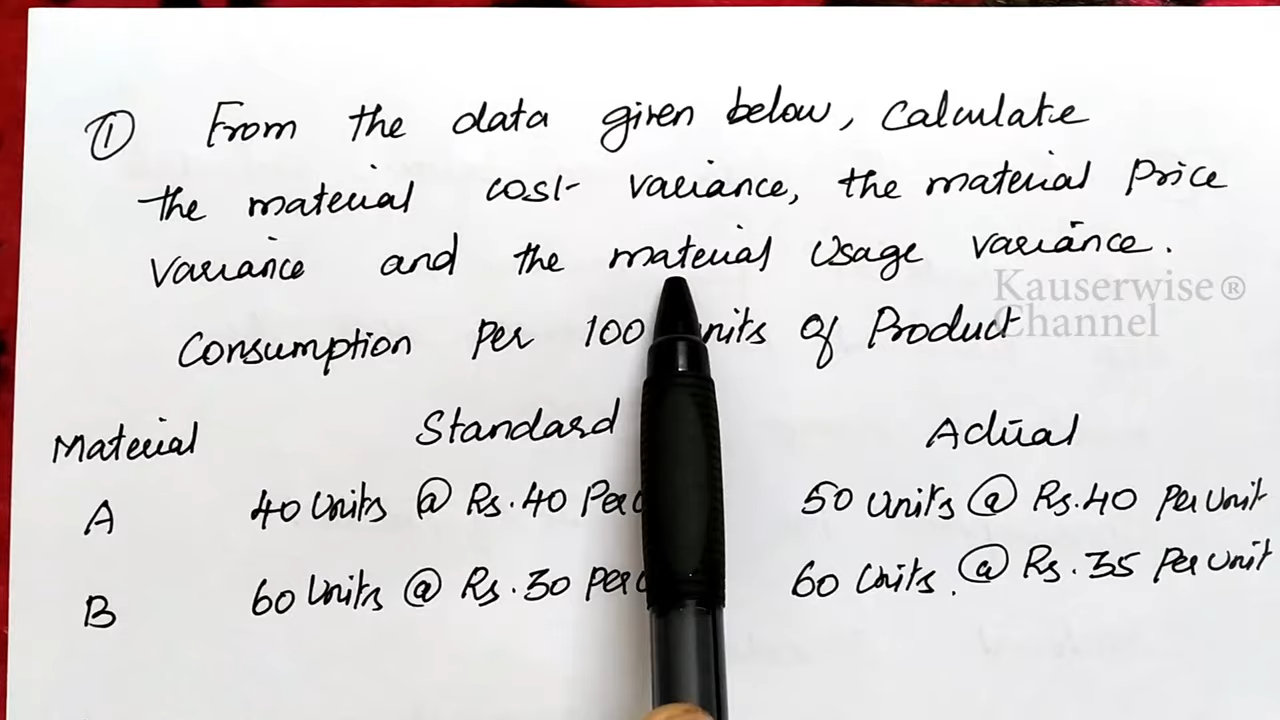 ① From the data given below, Calculate
the material cost variance, the material Price
Variance and the material Usage variance.
Kauserwise®
Channel
Consumption Per 100 units Of Product
Material Standard Actual
A 40 Units @ Rs.40 Per 50 units @ Rs.40 Per unit
B 60 Units @ Rs.30 Per 60 Units. @ Rs.35 Per unit